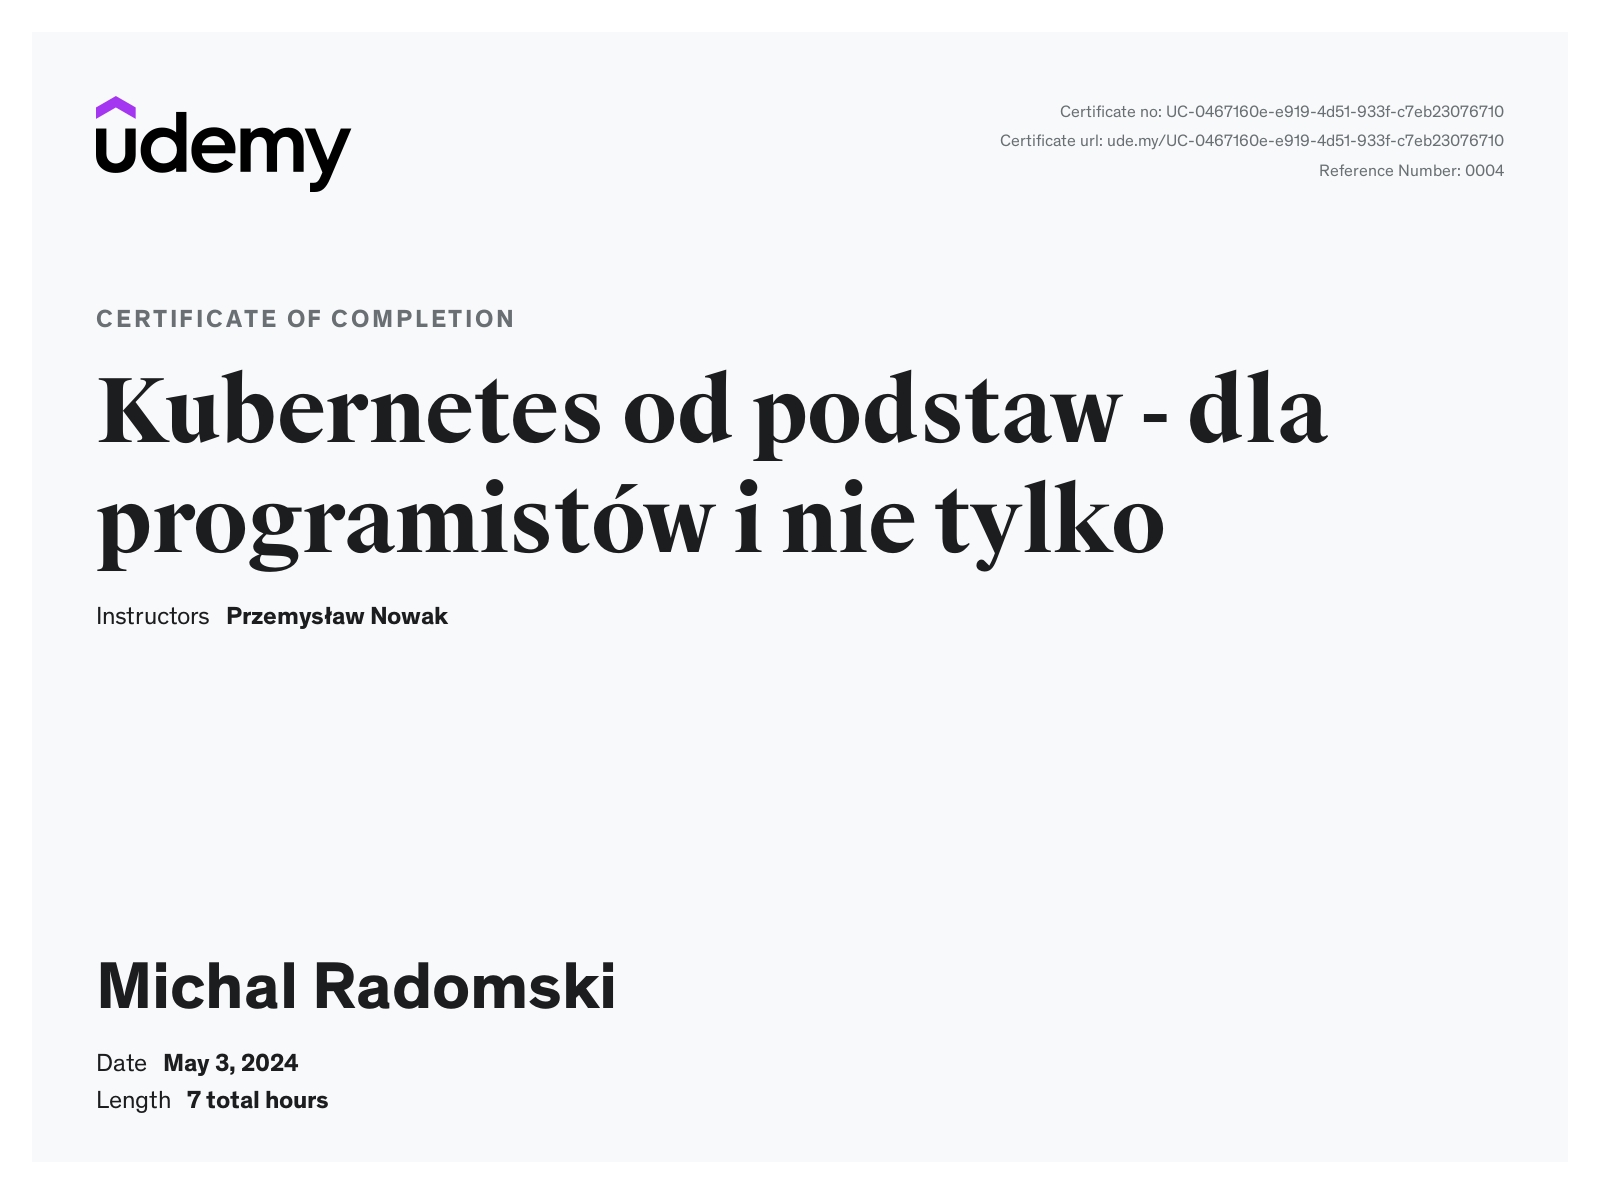 udemy
Certificate no: UC-0467160e-e919-4d51-933f-c7eb23076710
Certificate url: ude.my/UC-0467160e-e919-4d51-933f-c7eb23076710
Reference Number: 0004
CERTIFICATE OF COMPLETION
Kubernetes od podstaw - dla
programistów i nie tylko
Instructors Przemysław Nowak
Michal Radomski
Date May 3, 2024
Length 7 total hours